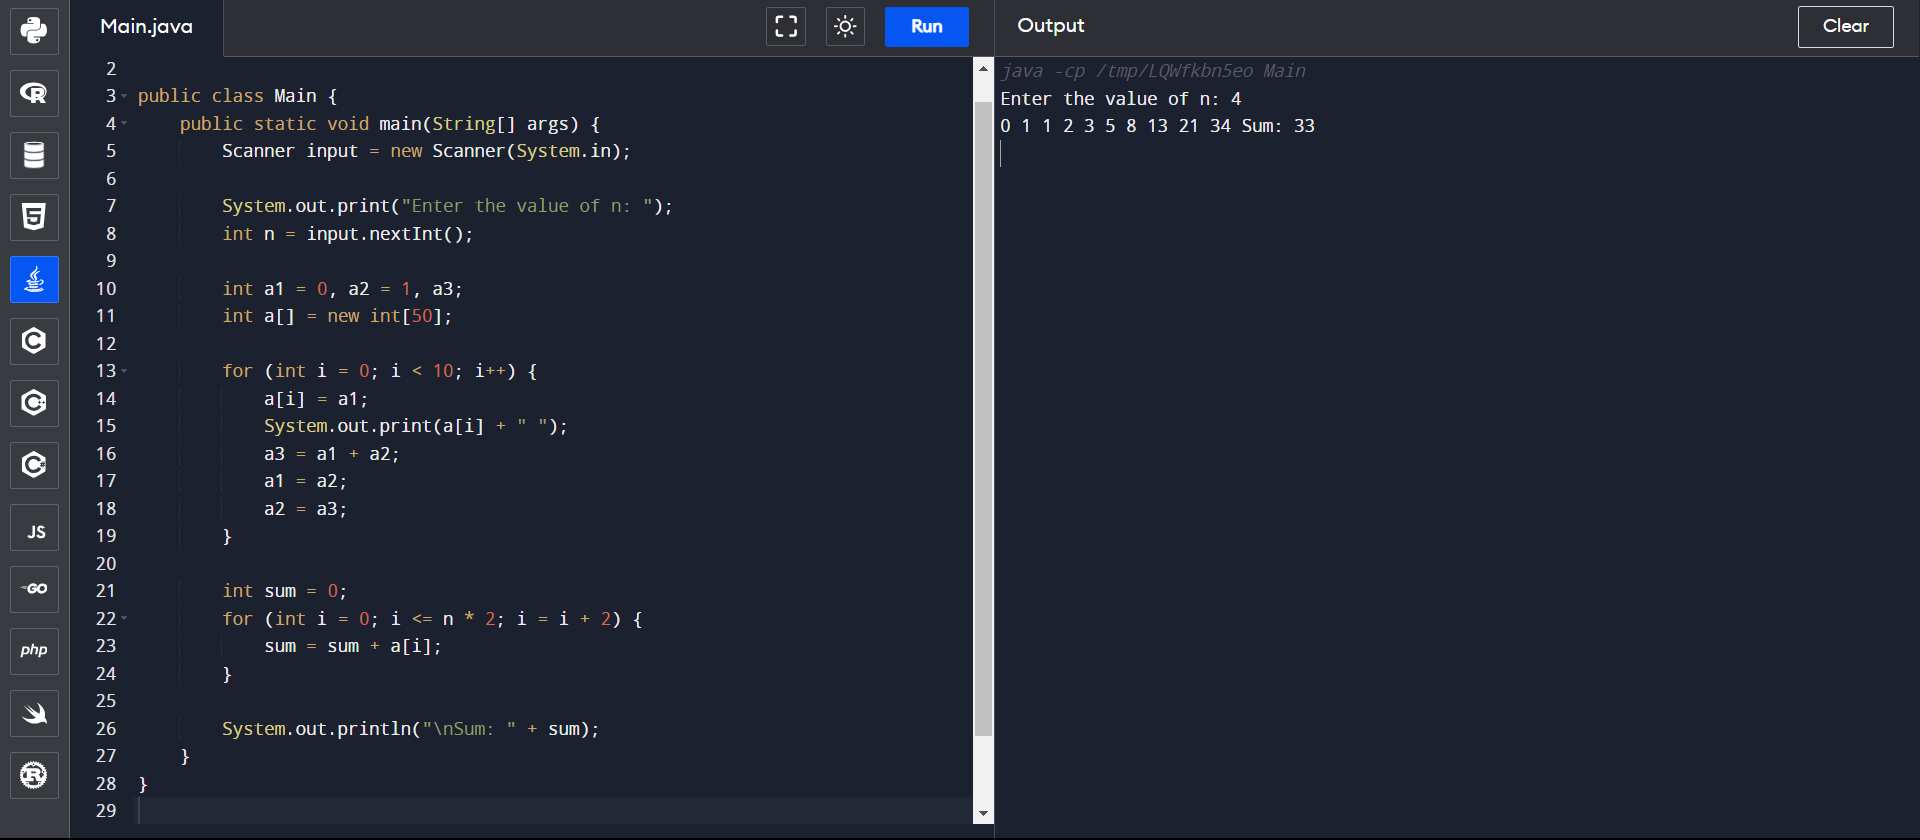 Main.java
Run
Output
Clear
2
3 public class Main {
4     public static void main(String[] args) {
5         Scanner input = new Scanner(System.in);
6
7         System.out.print("Enter the value of n: ");
8         int n = input.nextInt();
9
10         int a1 = 0, a2 = 1, a3;
11         int a[] = new int[50];
12
13         for (int i = 0; i < 10; i++) {
14             a[i] = a1;
15             System.out.print(a[i] + " ");
16             a3 = a1 + a2;
17             a1 = a2;
18             a2 = a3;
19         }
20
21         int sum = 0;
22         for (int i = 0; i <= n * 2; i = i + 2) {
23             sum = sum + a[i];
24         }
25
26         System.out.println("\nSum: " + sum);
27     }
28 }
29
java -cp /tmp/LQWfkbn5eo Main
Enter the value of n: 4
0 1 1 2 3 5 8 13 21 34 Sum: 33
R
5
C
C++
C
JS
GO
php
R